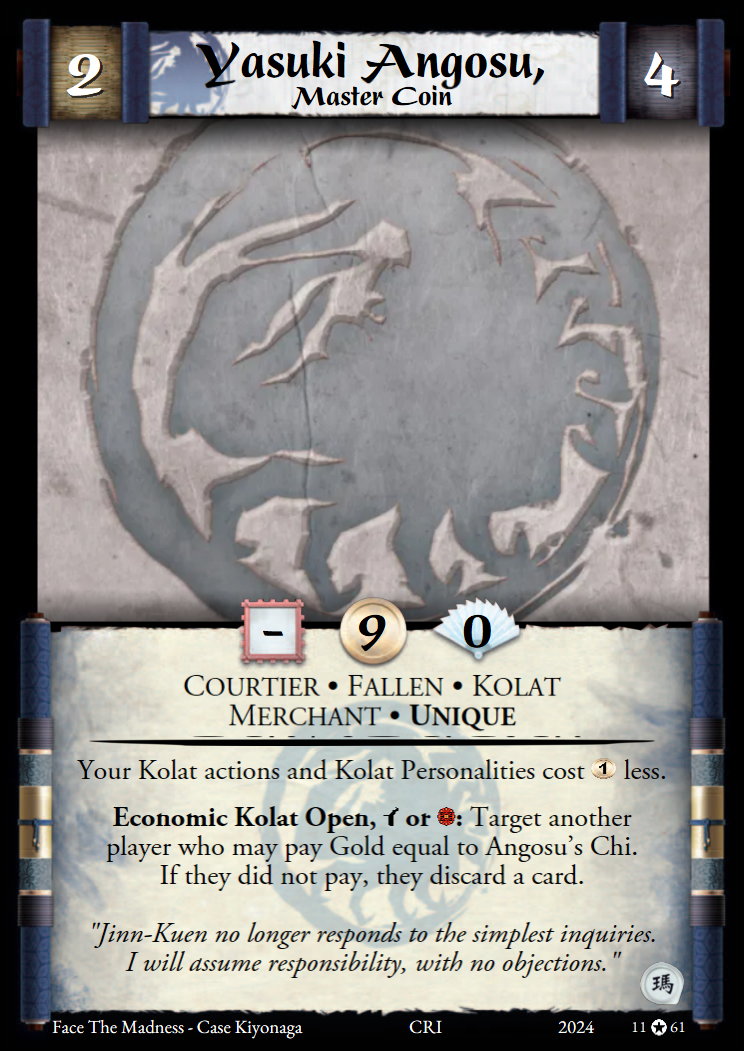 2
Yasuki Angosu,
4
Master Coin
- 9 0
COURTIER • FALLEN • KOLAT
MERCHANT • UNIQUE
Your Kolat actions and Kolat Personalities cost 1 less.
Economic Kolat Open, or : Target another
player who may pay Gold equal to Angosu's Chi.
If they did not pay, they discard a card.
"Jinn-Kuen no longer responds to the simplest inquiries.
I will assume responsibility, with no objections."
瑪
Face The Madness - Case Kiyonaga CRI 2024 11 61